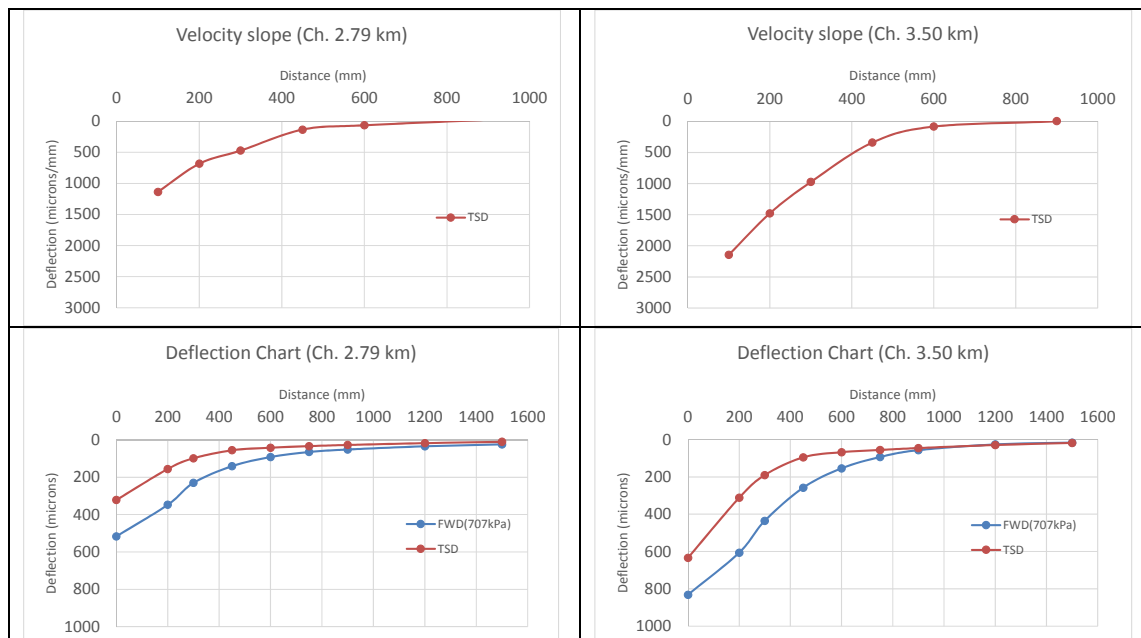 Velocity slope (Ch. 2.79 km)
Distance (mm)
0 200 400 600 800 1000
0
500
1000
1500
2000
2500
3000
Deflection (microns/mm)
TSD
Velocity slope (Ch. 3.50 km)
Distance (mm)
0 200 400 600 800 1000
0
500
1000
1500
2000
2500
3000
Deflection (microns/mm)
TSD
Deflection Chart (Ch. 2.79 km)
Distance (mm)
0 200 400 600 800 1000 1200 1400 1600
0
200
400
600
800
1000
Deflection (microns)
FWD(707kPa)
TSD
Deflection Chart (Ch. 3.50 km)
Distance (mm)
0 200 400 600 800 1000 1200 1400 1600
0
200
400
600
800
1000
Deflection (microns)
FWD(707kPa)
TSD